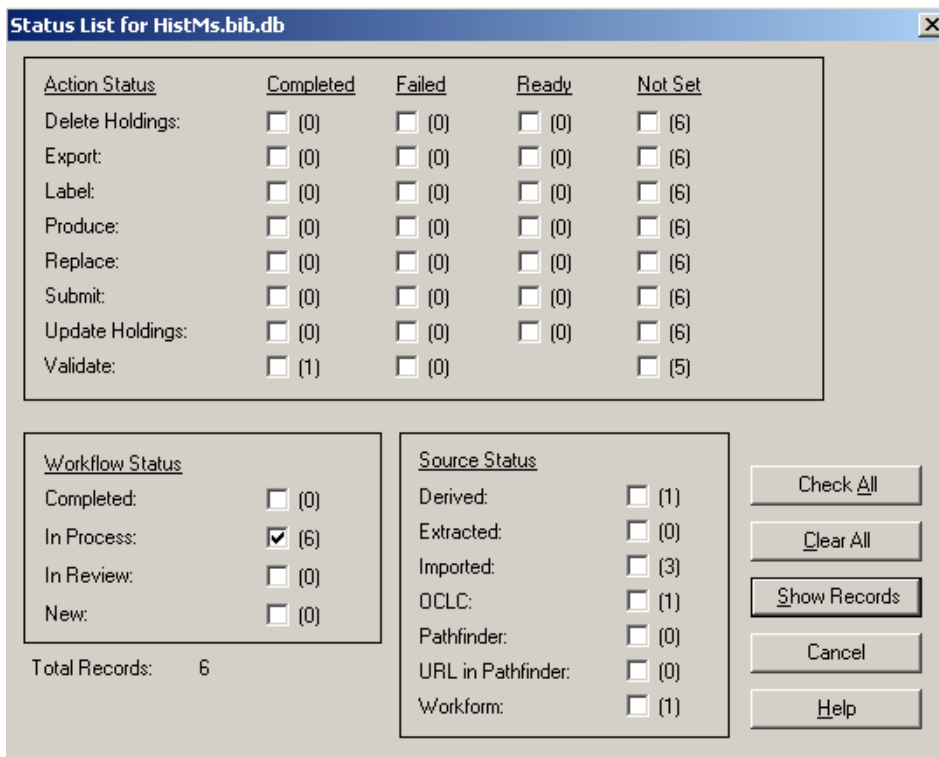 Status List for HistMs.bib.db
Action Status Completed Failed Ready Not Set
Delete Holdings: (0) (0) (0) (6)
Export: (0) (0) (0) (6)
Label: (0) (0) (0) (6)
Produce: (0) (0) (0) (6)
Replace: (0) (0) (0) (6)
Submit: (0) (0) (0) (6)
Update Holdings: (0) (0) (0) (6)
Validate: (1) (0) (5)
Workflow Status
Completed: (0)
In Process: (6)
In Review: (0)
New: (0)
Total Records: 6
Source Status
Derived: (1)
Extracted: (0)
Imported: (3)
OCLC: (1)
Pathfinder: (0)
URL in Pathfinder: (0)
Workform: (1)
Check All
Clear All
Show Records
Cancel
Help